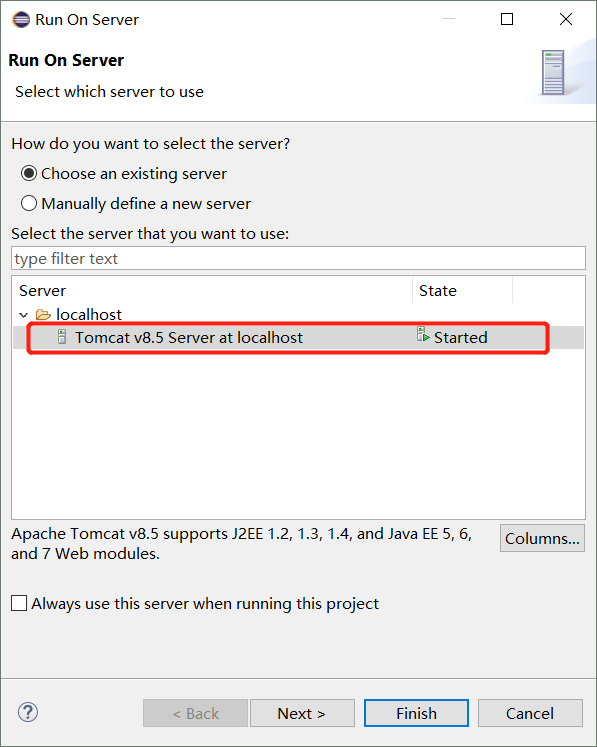 Run On Server
Run On Server
Select which server to use
How do you want to select the server?
Choose an existing server
Manually define a new server
Select the server that you want to use:
type filter text
Server State
localhost
Tomcat v8.5 Server at localhost Started
Apache Tomcat v8.5 supports J2EE 1.2, 1.3, 1.4, and Java EE 5, 6,
and 7 Web modules.
Columns...
Always use this server when running this project
? < Back Next > Finish Cancel